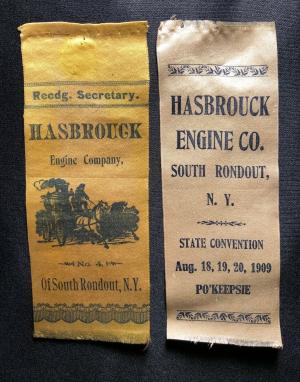 Recdg. Secretary.
HASBROUCK
Engine Company,
No. 4,
Of South Rondout, N.Y.
HASBROUCK
ENGINE CO.
SOUTH RONDOUT,
N. Y.
STATE CONVENTION
Aug. 18, 19, 20, 1909
PO'KEEPSIE